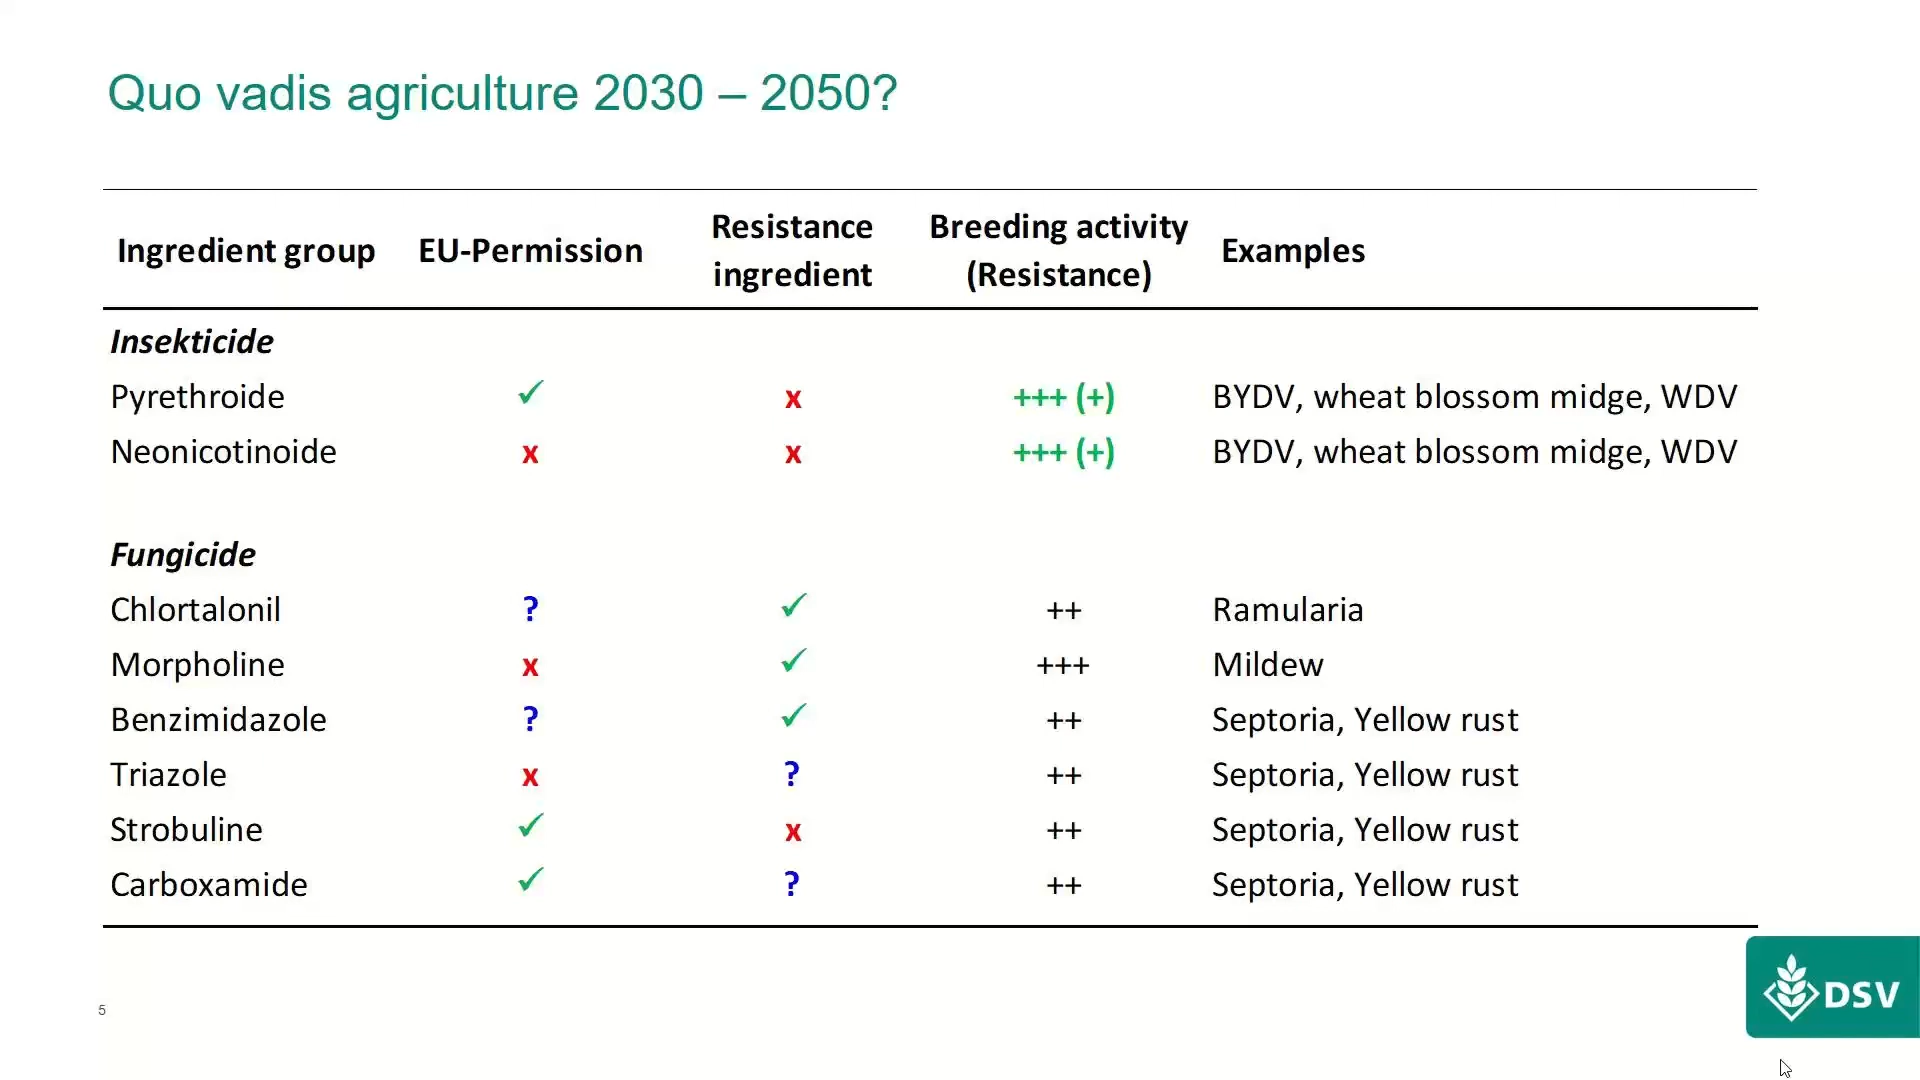 Quo vadis agriculture 2030 – 2050?
Ingredient group EU-Permission Resistance ingredient Breeding activity (Resistance) Examples
Insekticide
Pyrethroide ✓ x +++ (+) BYDV, wheat blossom midge, WDV
Neonicotinoide x x +++ (+) BYDV, wheat blossom midge, WDV
Fungicide
Chlortalonil ? ✓ ++ Ramularia
Morpholine x ✓ +++ Mildew
Benzimidazole ? ✓ ++ Septoria, Yellow rust
Triazole x ? ++ Septoria, Yellow rust
Strobuline ✓ x ++ Septoria, Yellow rust
Carboxamide ✓ ? ++ Septoria, Yellow rust
5
DSV